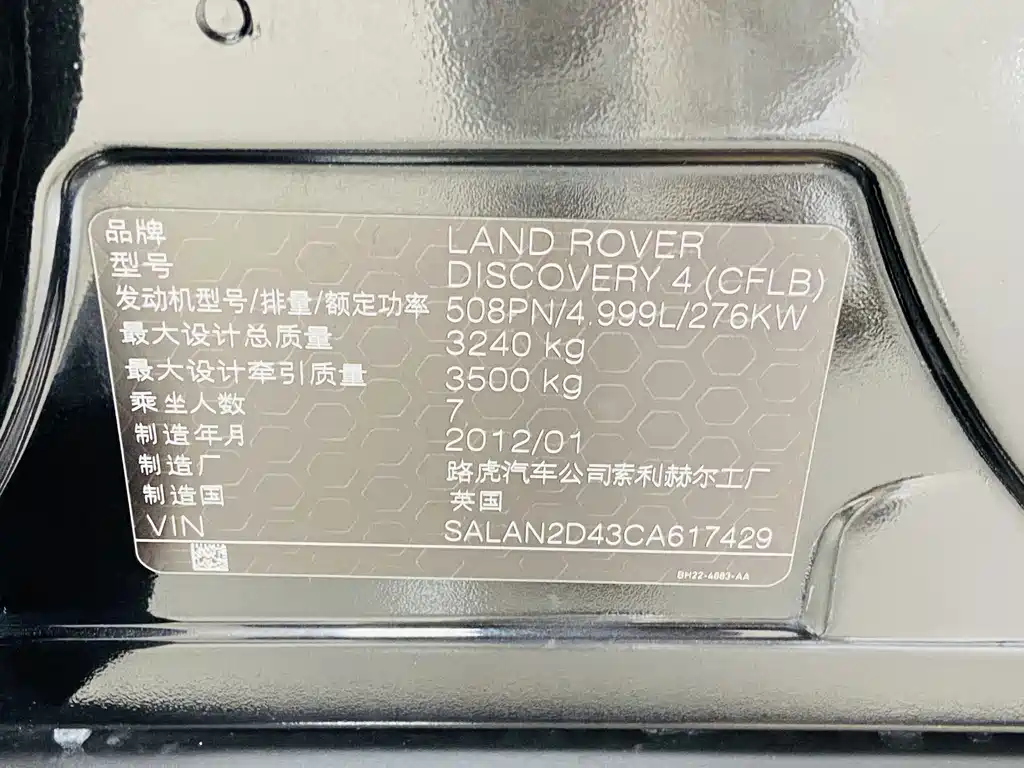 品牌 LAND ROVER
型号 DISCOVERY 4 (CFLB)
发动机型号/排量/额定功率 508PN/4.999L/276KW
最大设计总质量 3240 kg
最大设计牵引质量 3500 kg
乘坐人数 7
制造年月 2012/01
制造厂 路虎汽车公司索利赫尔工厂
制造国 英国
VIN SALAN2D43CA617429
BH22-4883-AA